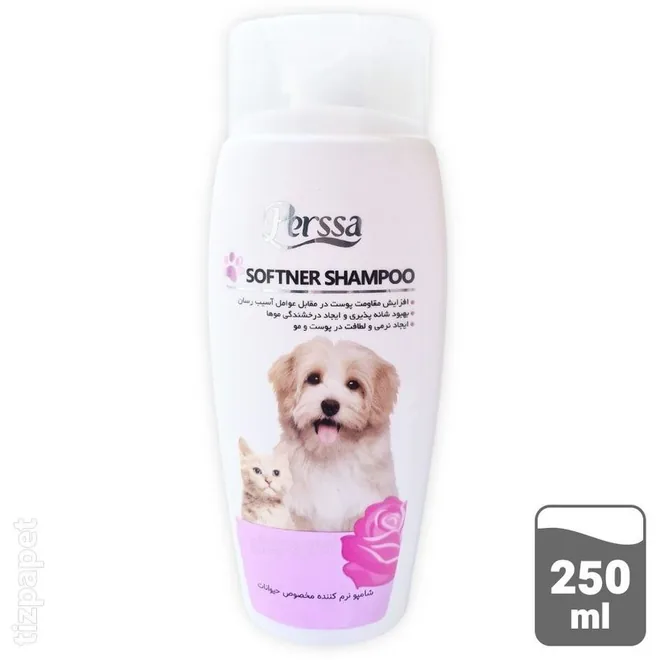 Perssa
SOFTNER SHAMPOO
• افزایش مقاومت پوست در مقابل عوامل آسیب رسان
• بهبود شانه پذیری و ایجاد درخشندگی موها
• ایجاد نرمی و لطافت در پوست و مو
شامپو نرم کننده مخصوص حیوانات
250
ml
tizpapet